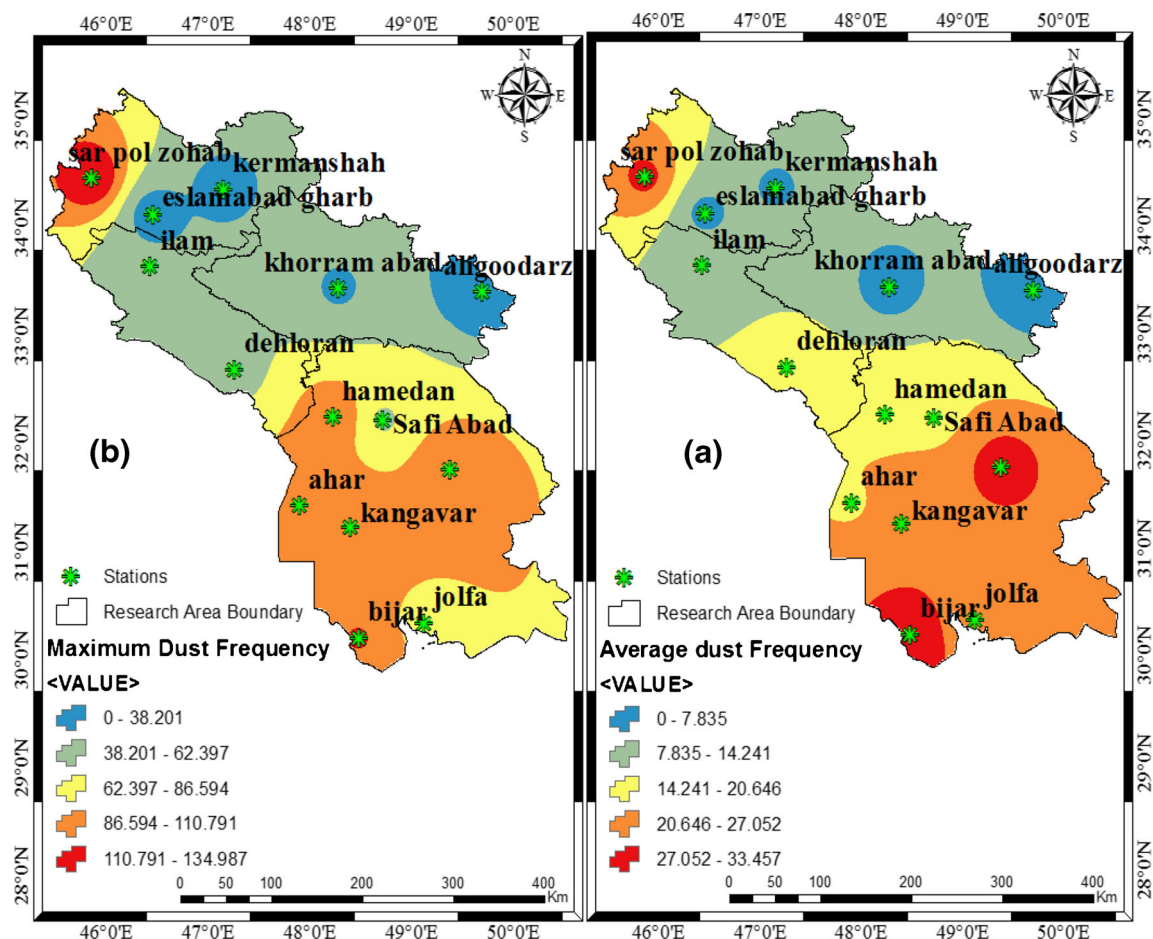 46°0'E 47°0'E 48°0'E 49°0'E 50°0'E
46°0'E 47°0'E 48°0'E 49°0'E 50°0'E
35°0'N
34°0'N
33°0'N
32°0'N
31°0'N
30°0'N
29°0'N
28°0'N
N
W E
S
sar pol zohab
kermanshah
eslamabad gharb
ilam
khorram abad
aligoodarz
dehloran
hamedan
Safi Abad
(b)
ahar
kangavar
bijar
jolfa
Stations
Research Area Boundary
Maximum Dust Frequency
<VALUE>
0 - 38.201
38.201 - 62.397
62.397 - 86.594
86.594 - 110.791
110.791 - 134.987
0 50 100 200 300 400
Km
46°0'E 47°0'E 48°0'E 49°0'E 50°0'E
N
W E
S
sar pol zohab
kermanshah
eslamabad gharb
ilam
khorram abad
aligoodarz
dehloran
hamedan
Safi Abad
(a)
ahar
kangavar
bijar
jolfa
Stations
Research Area Boundary
Average dust Frequency
<VALUE>
0 - 7.835
7.835 - 14.241
14.241 - 20.646
20.646 - 27.052
27.052 - 33.457
0 50 100 200 300 400
Km
35°0'N
34°0'N
33°0'N
32°0'N
31°0'N
30°0'N
29°0'N
28°0'N
46°0'E 47°0'E 48°0'E 49°0'E 50°0'E